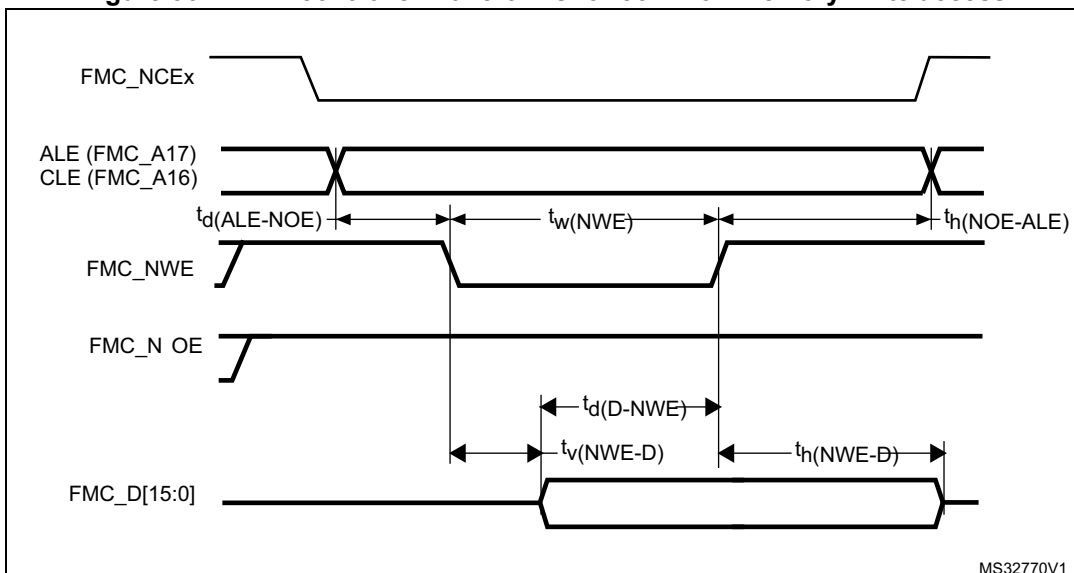 FMC_NCEx
ALE (FMC_A17)
CLE (FMC_A16)
td(ALE-NOE)
tw(NWE)
th(NOE-ALE)
FMC_NWE
FMC_N OE
td(D-NWE)
tv(NWE-D)
th(NWE-D)
FMC_D[15:0]
MS32770V1